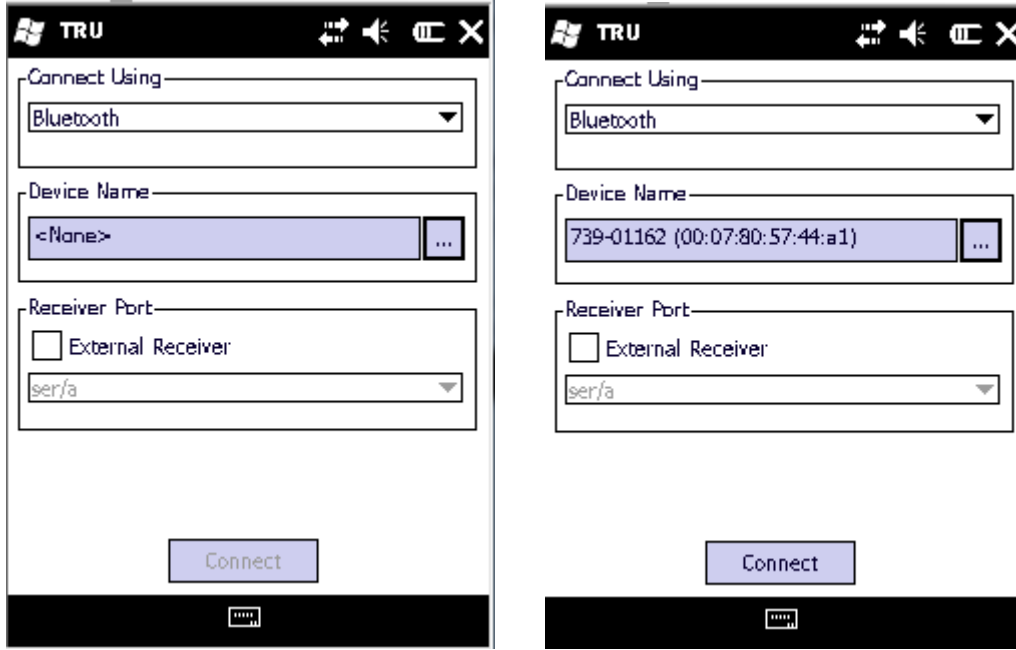 TRU
Connect Using
Bluetooth
Device Name
<None>
...
Receiver Port
External Receiver
ser/a
Connect
TRU
Connect Using
Bluetooth
Device Name
739-01162 (00:07:80:57:44:a1)
...
Receiver Port
External Receiver
ser/a
Connect